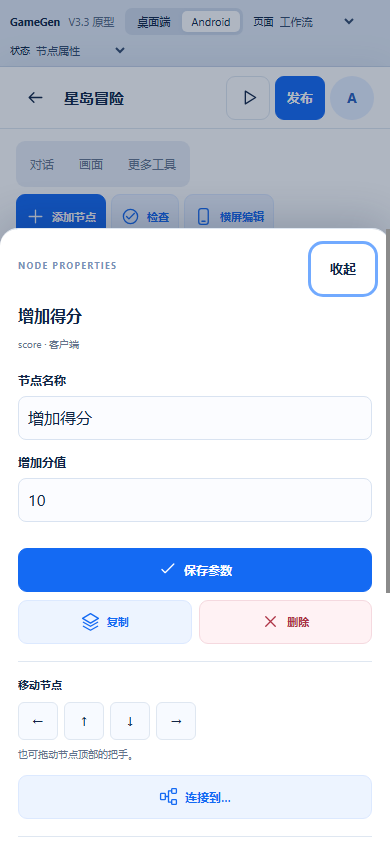 GameGen V3.3 原型 桌面端 Android 页面 工作流
状态 节点属性
← 星岛冒险 发布 A
对话 画面 更多工具
添加节点 检查 横屏编辑
NODE PROPERTIES 收起
增加得分
score · 客户端
节点名称
增加得分
增加分值
10
保存参数
复制 删除
移动节点
← ↑ ↓ →
也可拖动节点顶部的把手。
连接到...